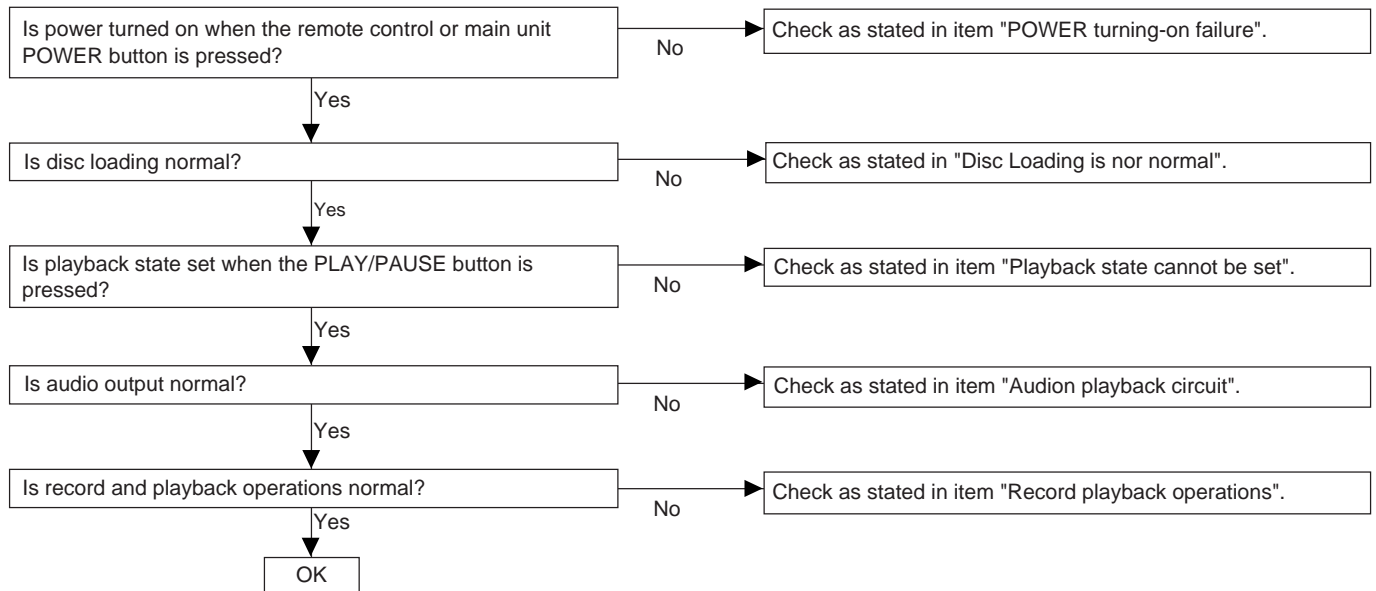 Is power turned on when the remote control or main unit
POWER button is pressed?
No
Check as stated in item "POWER turning-on failure".
Yes
Is disc loading normal?
No
Check as stated in "Disc Loading is nor normal".
Yes
Is playback state set when the PLAY/PAUSE button is
pressed?
No
Check as stated in item "Playback state cannot be set".
Yes
Is audio output normal?
No
Check as stated in item "Audion playback circuit".
Yes
Is record and playback operations normal?
No
Check as stated in item "Record playback operations".
Yes
OK